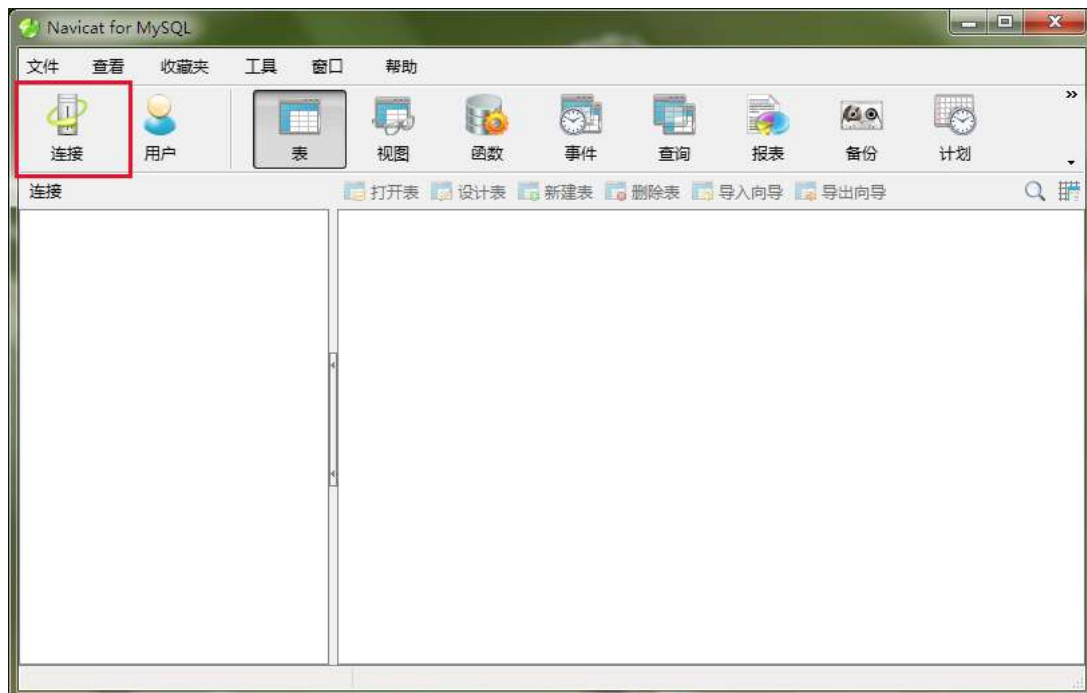 Navicat for MySQL
文件 查看 收藏夹 工具 窗口 帮助
连接 用户 表 视图 函数 事件 查询 报表 备份 计划
连接 打开表 设计表 新建表 删除表 导入向导 导出向导